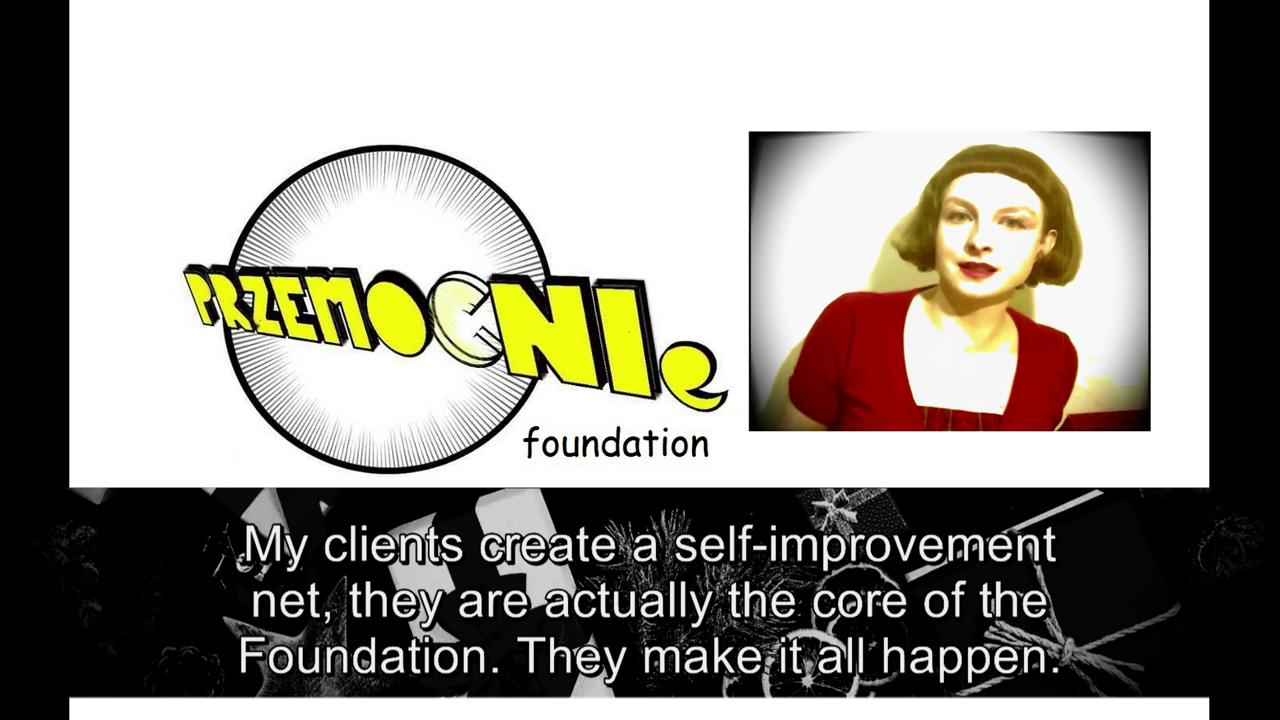 PRZEMOCNIe
foundation
My clients create a self-improvement
net, they are actually the core of the
Foundation. They make it all happen.